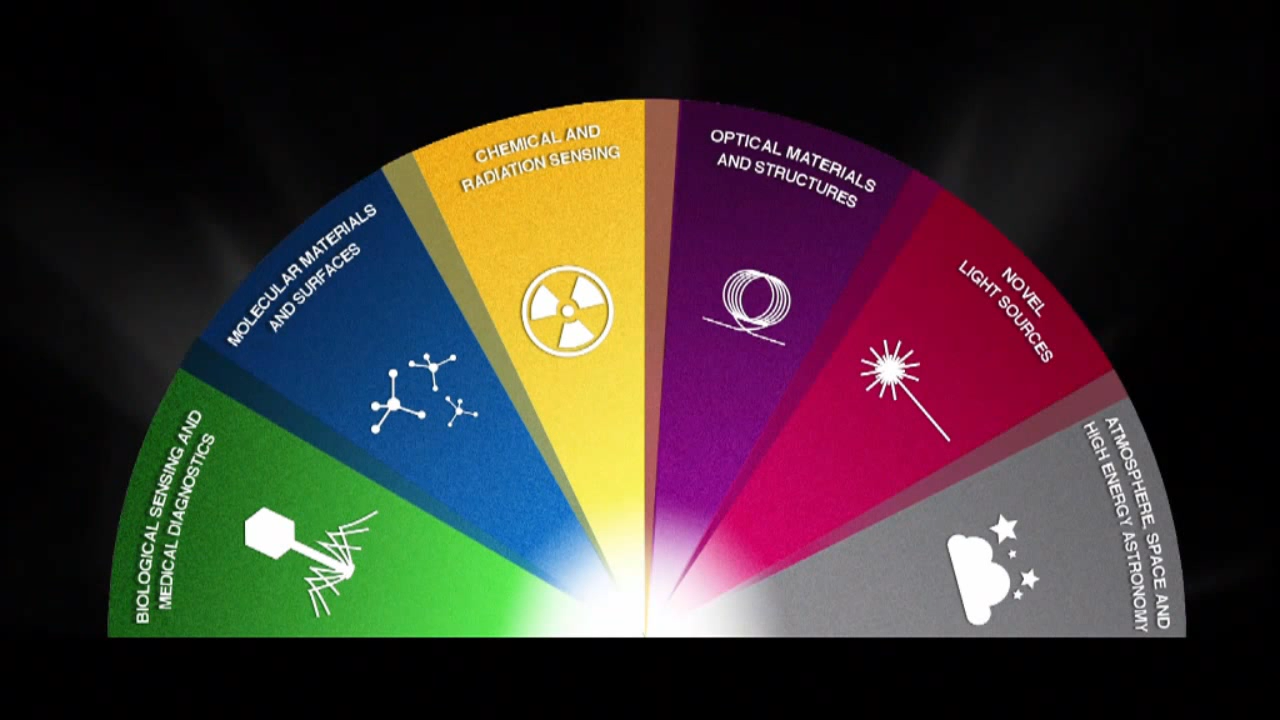 BIOLOGICAL SENSING AND
MEDICAL DIAGNOSTICS
MOLECULAR MATERIALS
AND SURFACES
CHEMICAL AND
RADIATION SENSING
OPTICAL MATERIALS
AND STRUCTURES
NOVEL
LIGHT SOURCES
ATMOSPHERE, SPACE AND
HIGH ENERGY ASTRONOMY